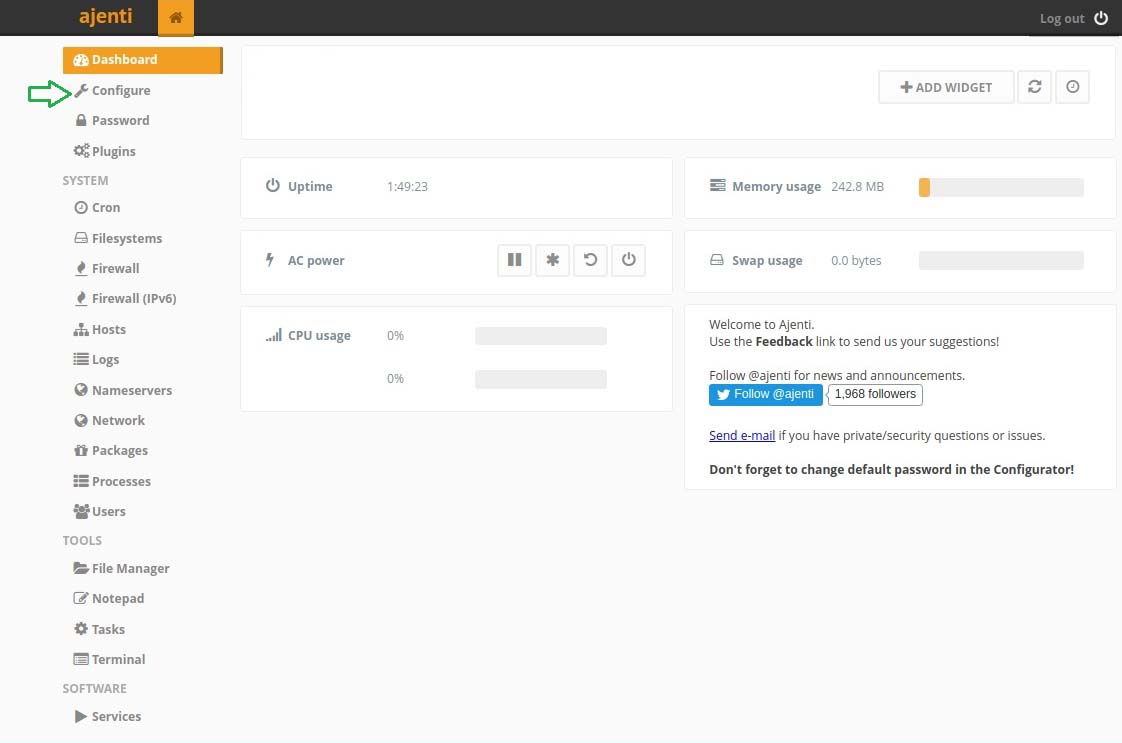 ajenti
Log out
Dashboard
Configure
Password
Plugins
SYSTEM
Cron
Filesystems
Firewall
Firewall (IPv6)
Hosts
Logs
Nameservers
Network
Packages
Processes
Users
TOOLS
File Manager
Notepad
Tasks
Terminal
SOFTWARE
Services
ADD WIDGET
Uptime 1:49:23
AC power
CPU usage 0%
0%
Memory usage 242.8 MB
Swap usage 0.0 bytes
Welcome to Ajenti.
Use the Feedback link to send us your suggestions!
Follow @ajenti for news and announcements.
Follow @ajenti 1,968 followers
Send e-mail if you have private/security questions or issues.
Don't forget to change default password in the Configurator!